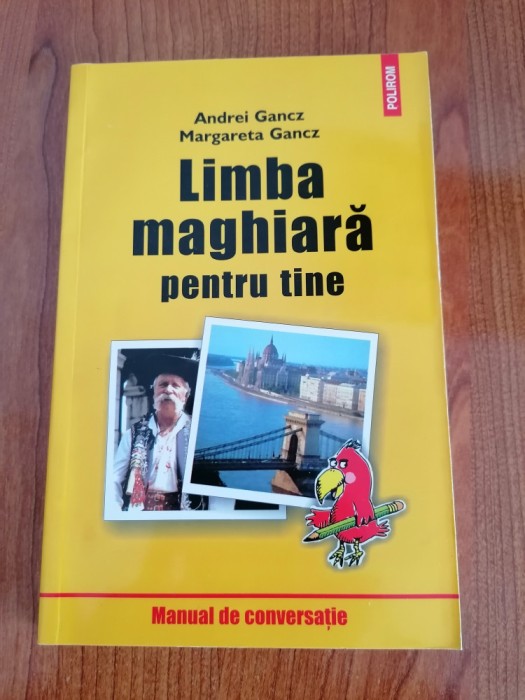 POLIROM
Andrei Gancz
Margareta Gancz
Limba
maghiară
pentru tine
Manual de conversație